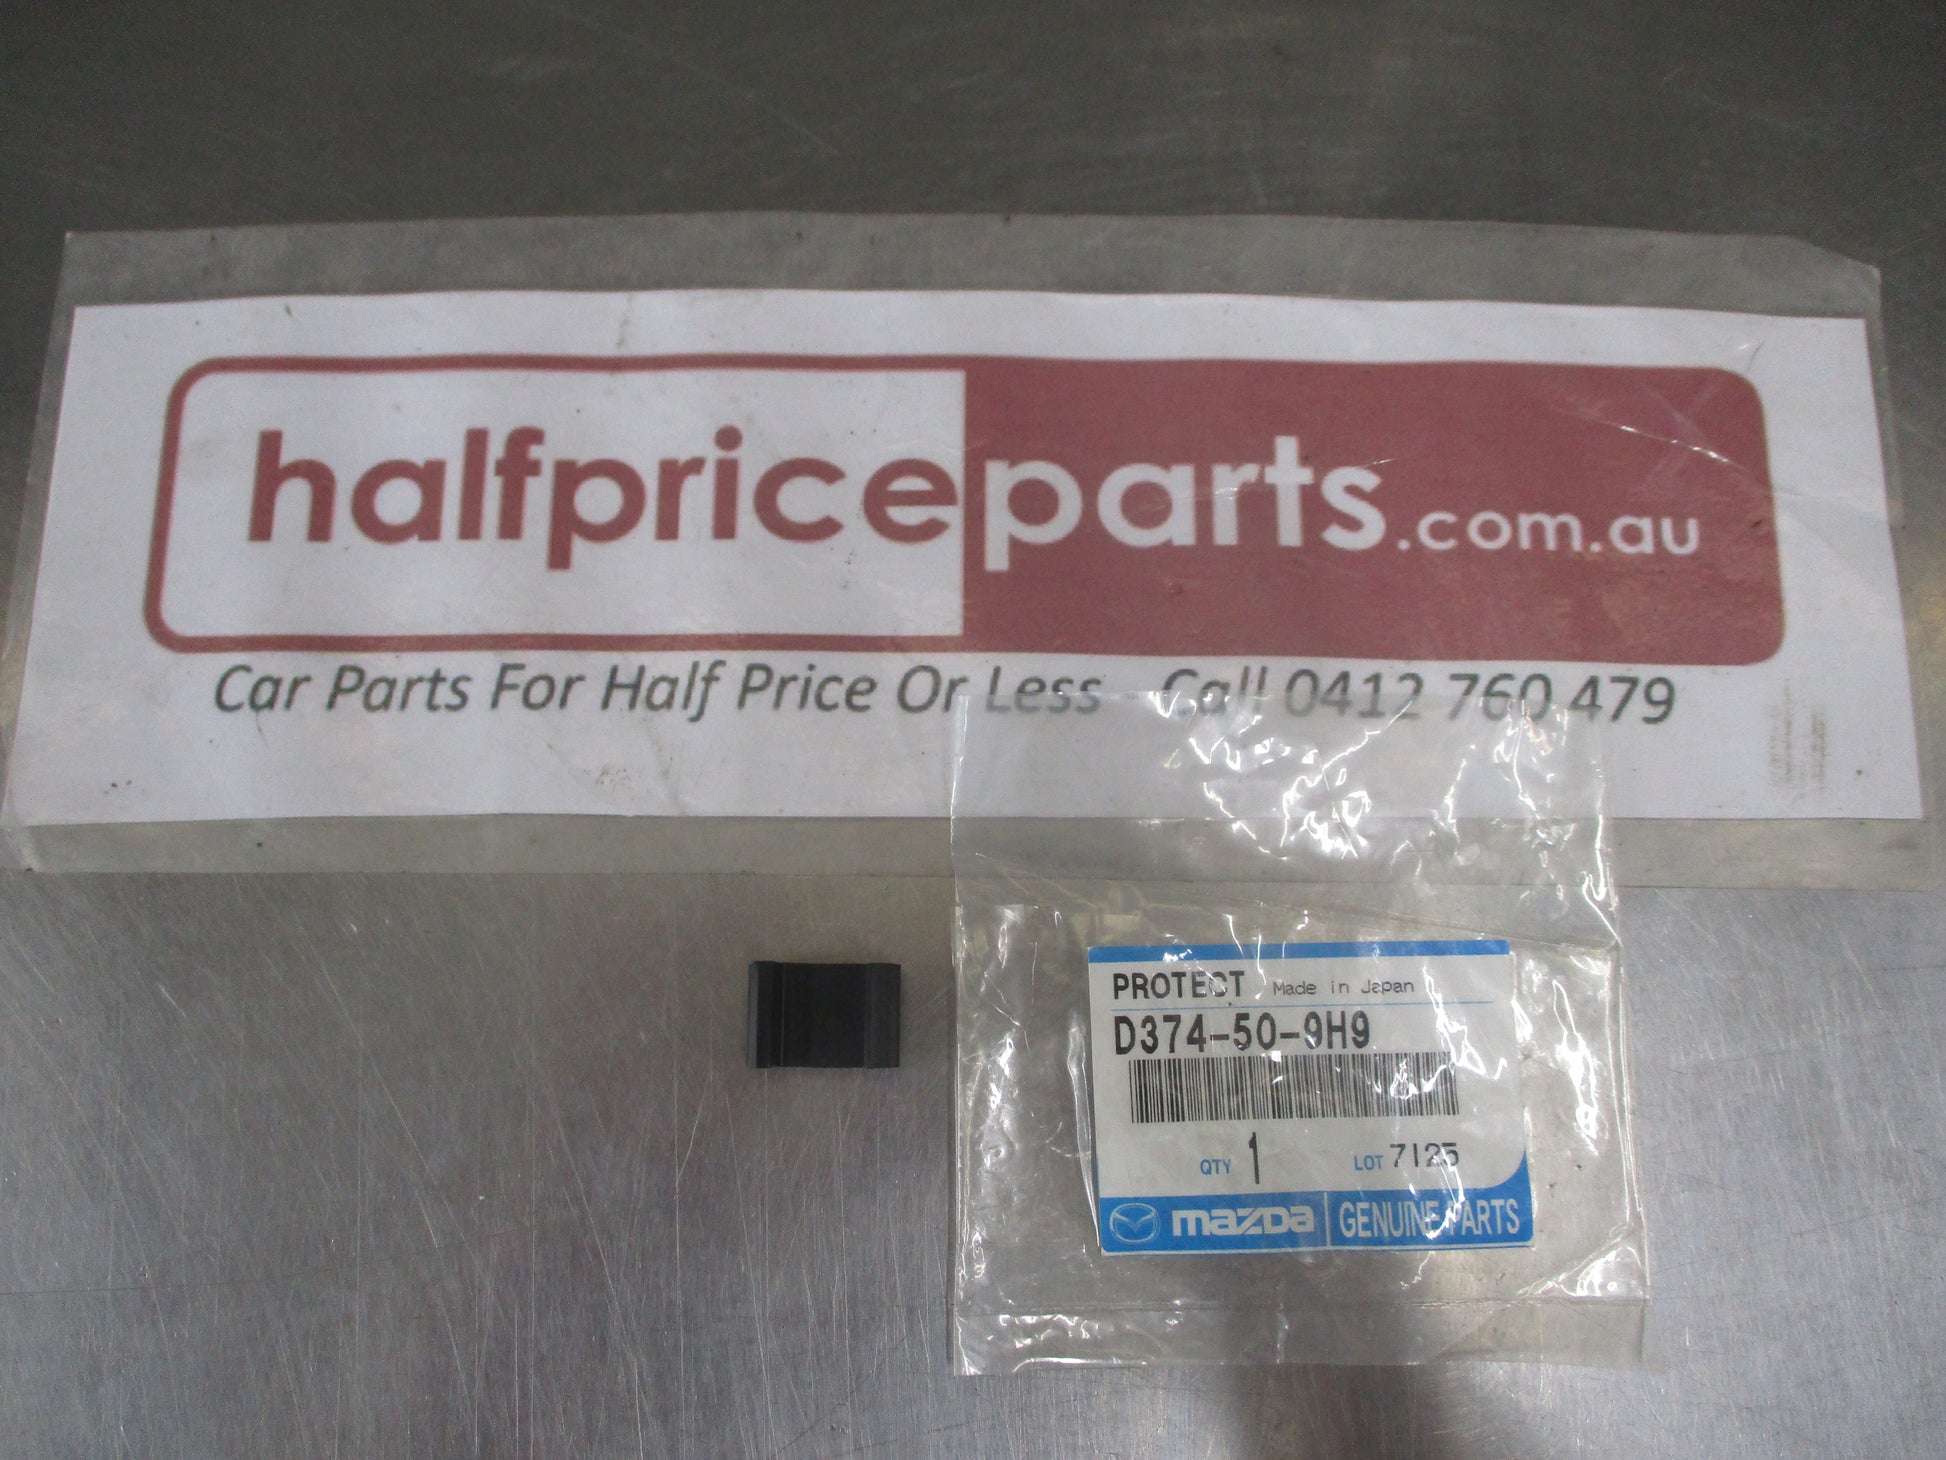 halfpriceparts.com.au
Car Parts For Half Price Or Less - Call 0412 760 479
PROTECT Made in Japan
D374-50-9H9
QTY 1 LOT 7125
mazda GENUINE PARTS